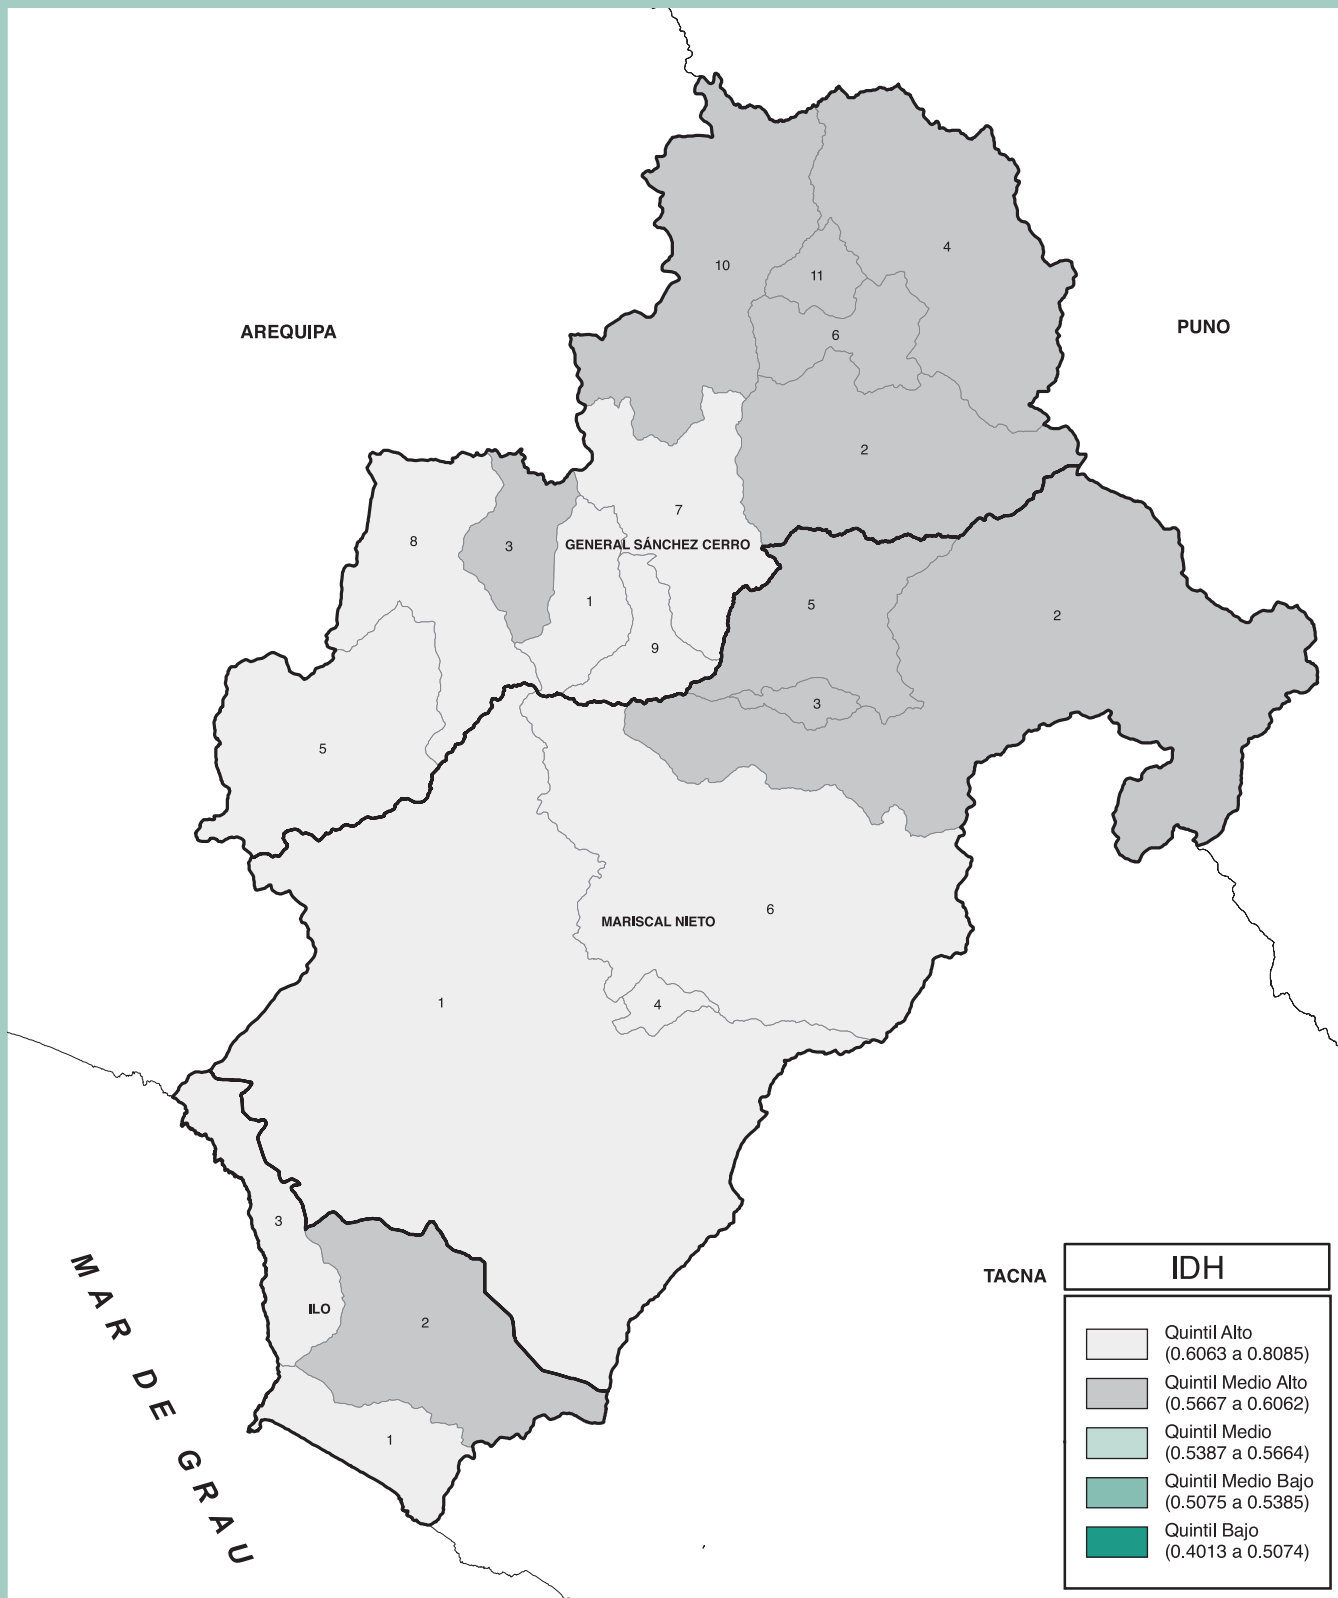 4
10
11
AREQUIPA
PUNO
6
2
7
8
3
GENERAL SÁNCHEZ CERRO
1
5
2
9
3
5
6
MARISCAL NIETO
1
4
3
MAR DE GRAU
TACNA
ILO
2
1
IDH
Quintil Alto
(0.6063 a 0.8085)
Quintil Medio Alto
(0.5667 a 0.6062)
Quintil Medio
(0.5387 a 0.5664)
Quintil Medio Bajo
(0.5075 a 0.5385)
Quintil Bajo
(0.4013 a 0.5074)